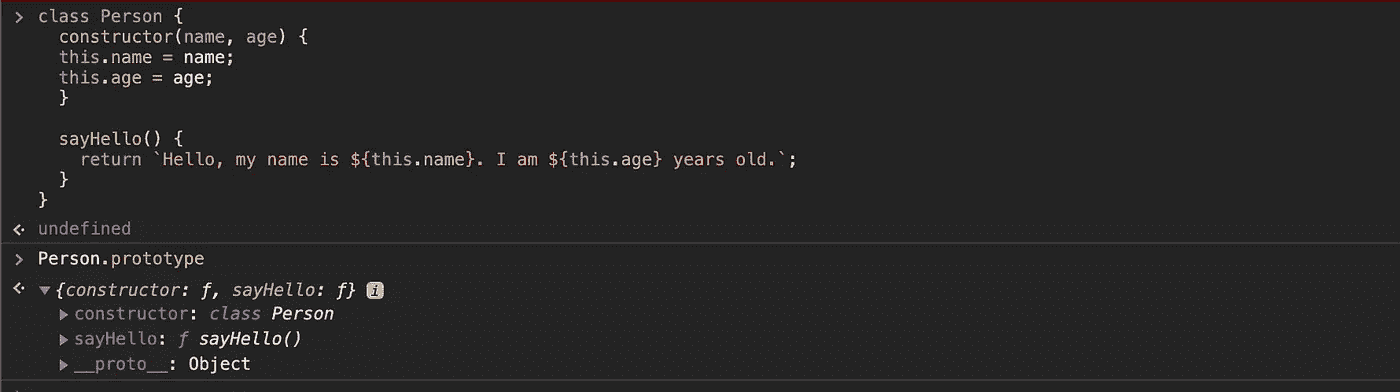 class Person {
constructor(name, age) {
this.name = name;
this.age = age;
}
sayHello() {
return `Hello, my name is ${this.name}. I am ${this.age} years old.`;
}
}
undefined
Person.prototype
{constructor: ƒ, sayHello: ƒ} i
constructor: class Person
sayHello: ƒ sayHello()
__proto__: Object